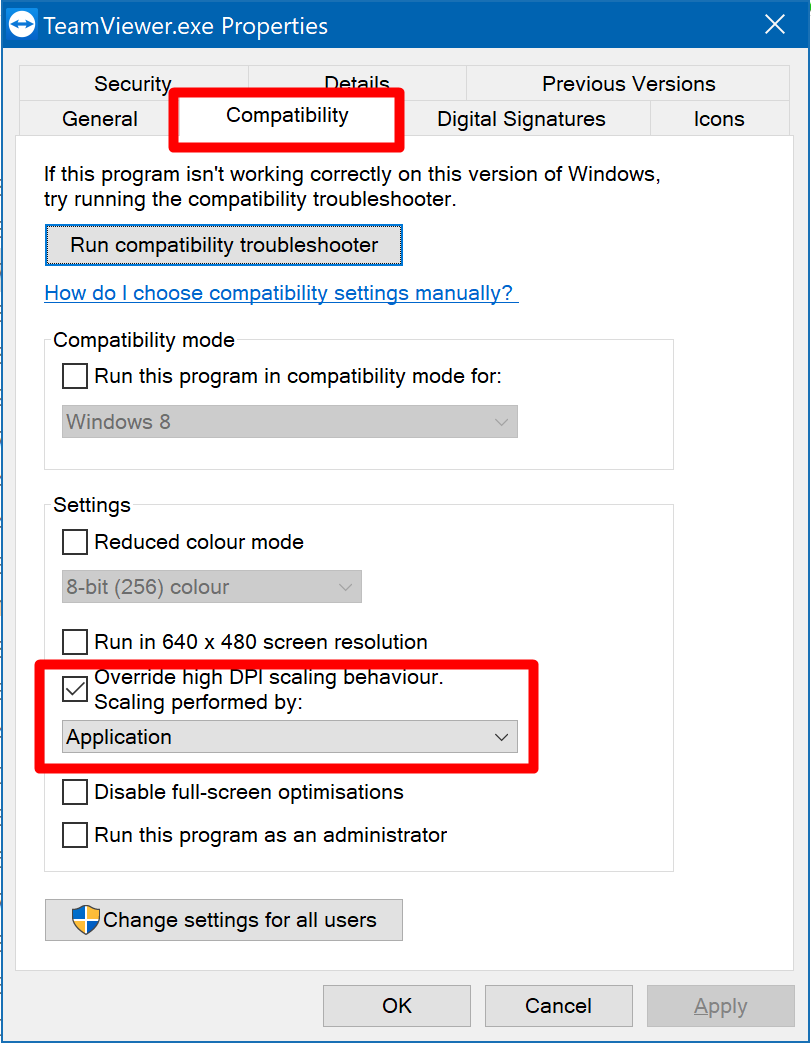 TeamViewer.exe Properties
Security Details Previous Versions
General Compatibility Digital Signatures Icons
If this program isn't working correctly on this version of Windows,
try running the compatibility troubleshooter.
Run compatibility troubleshooter
How do I choose compatibility settings manually?
Compatibility mode
Run this program in compatibility mode for:
Windows 8
Settings
Reduced colour mode
8-bit (256) colour
Run in 640 x 480 screen resolution
Override high DPI scaling behaviour.
Scaling performed by:
Application
Disable full-screen optimisations
Run this program as an administrator
Change settings for all users
OK Cancel Apply